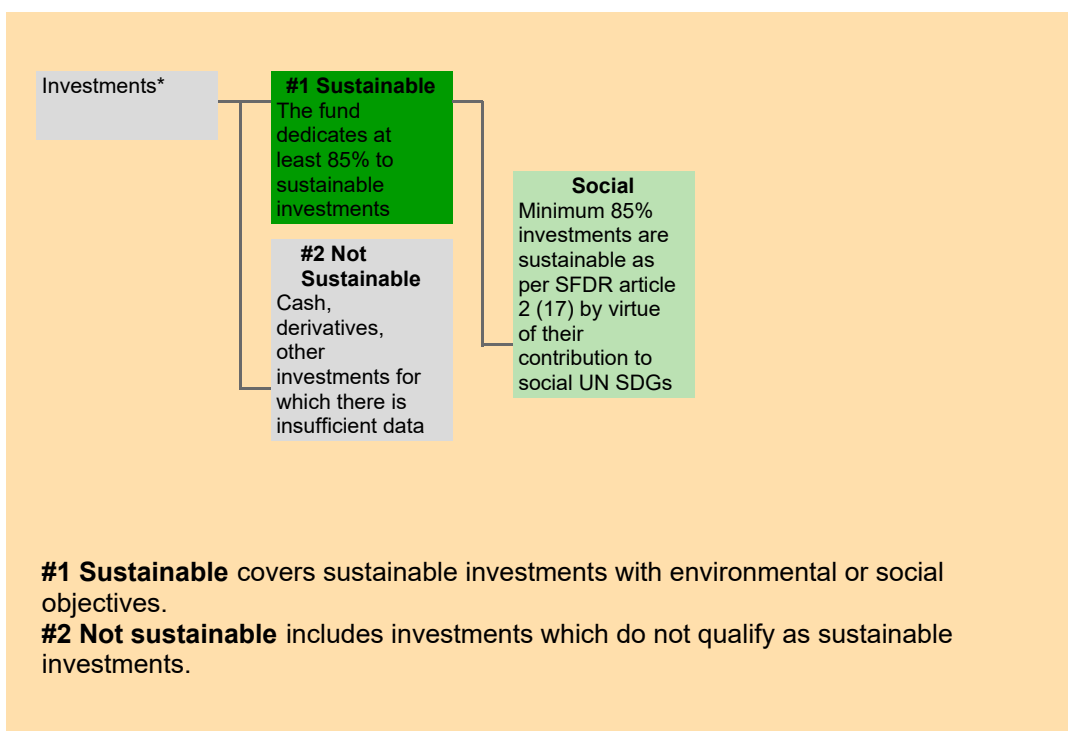 Investments*
#1 Sustainable
The fund
dedicates at
least 85% to
sustainable
investments
#2 Not
Sustainable
Cash,
derivatives,
other
investments for
which there is
insufficient data
Social
Minimum 85%
investments are
sustainable as
per SFDR article
2 (17) by virtue
of their
contribution to
social UN SDGs
#1 Sustainable covers sustainable investments with environmental or social
objectives.
#2 Not sustainable includes investments which do not qualify as sustainable
investments.